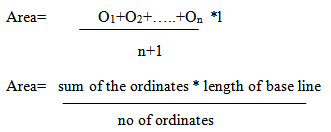 Area= O₁+O₂+…..+Oₙ *l
n+1
Area= sum of the ordinates * length of base line
no of ordinates